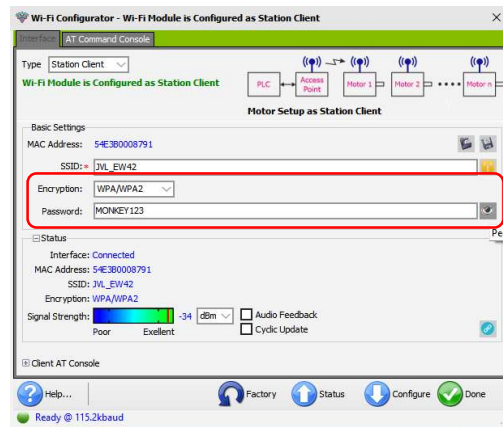 Wi-Fi Configurator - Wi-Fi Module is Configured as Station Client
Interface AT Command Console
Type Station Client
Wi-Fi Module is Configured as Station Client
PLC Access Point Motor 1 Motor 2 Motor n
Motor Setup as Station Client
Basic Settings
MAC Address: 54E3B0008791
SSID:* JVL_EW42
Encryption: WPA/WPA2
Password: MONKEY123
Pe
Status
Interface: Connected
MAC Address: 54E3B0008791
SSID: JVL_EW42
Encryption: WPA/WPA2
Signal Strength: -34 dBm Audio Feedback
Poor Exellent Cyclic Update
Client AT Console
Help... Factory Status Configure Done
Ready @ 115.2kbaud